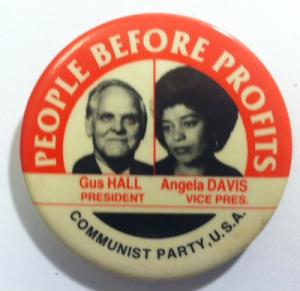 PEOPLE BEFORE PROFITS
Gus HALL
PRESIDENT
Angela DAVIS
VICE PRES.
COMMUNIST PARTY, U.S.A.